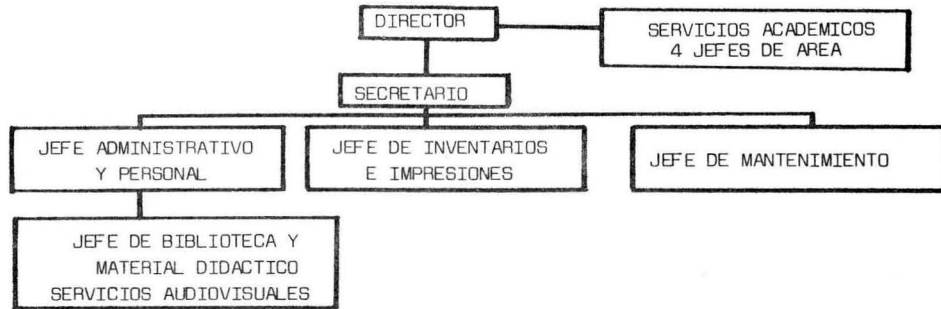 DIRECTOR
SERVICIOS ACADEMICOS
4 JEFES DE AREA
SECRETARIO
JEFE ADMINISTRATIVO
Y PERSONAL
JEFE DE INVENTARIOS
E IMPRESIONES
JEFE DE MANTENIMIENTO
JEFE DE BIBLIOTECA Y
MATERIAL DIDACTICO
SERVICIOS AUDIOVISUALES